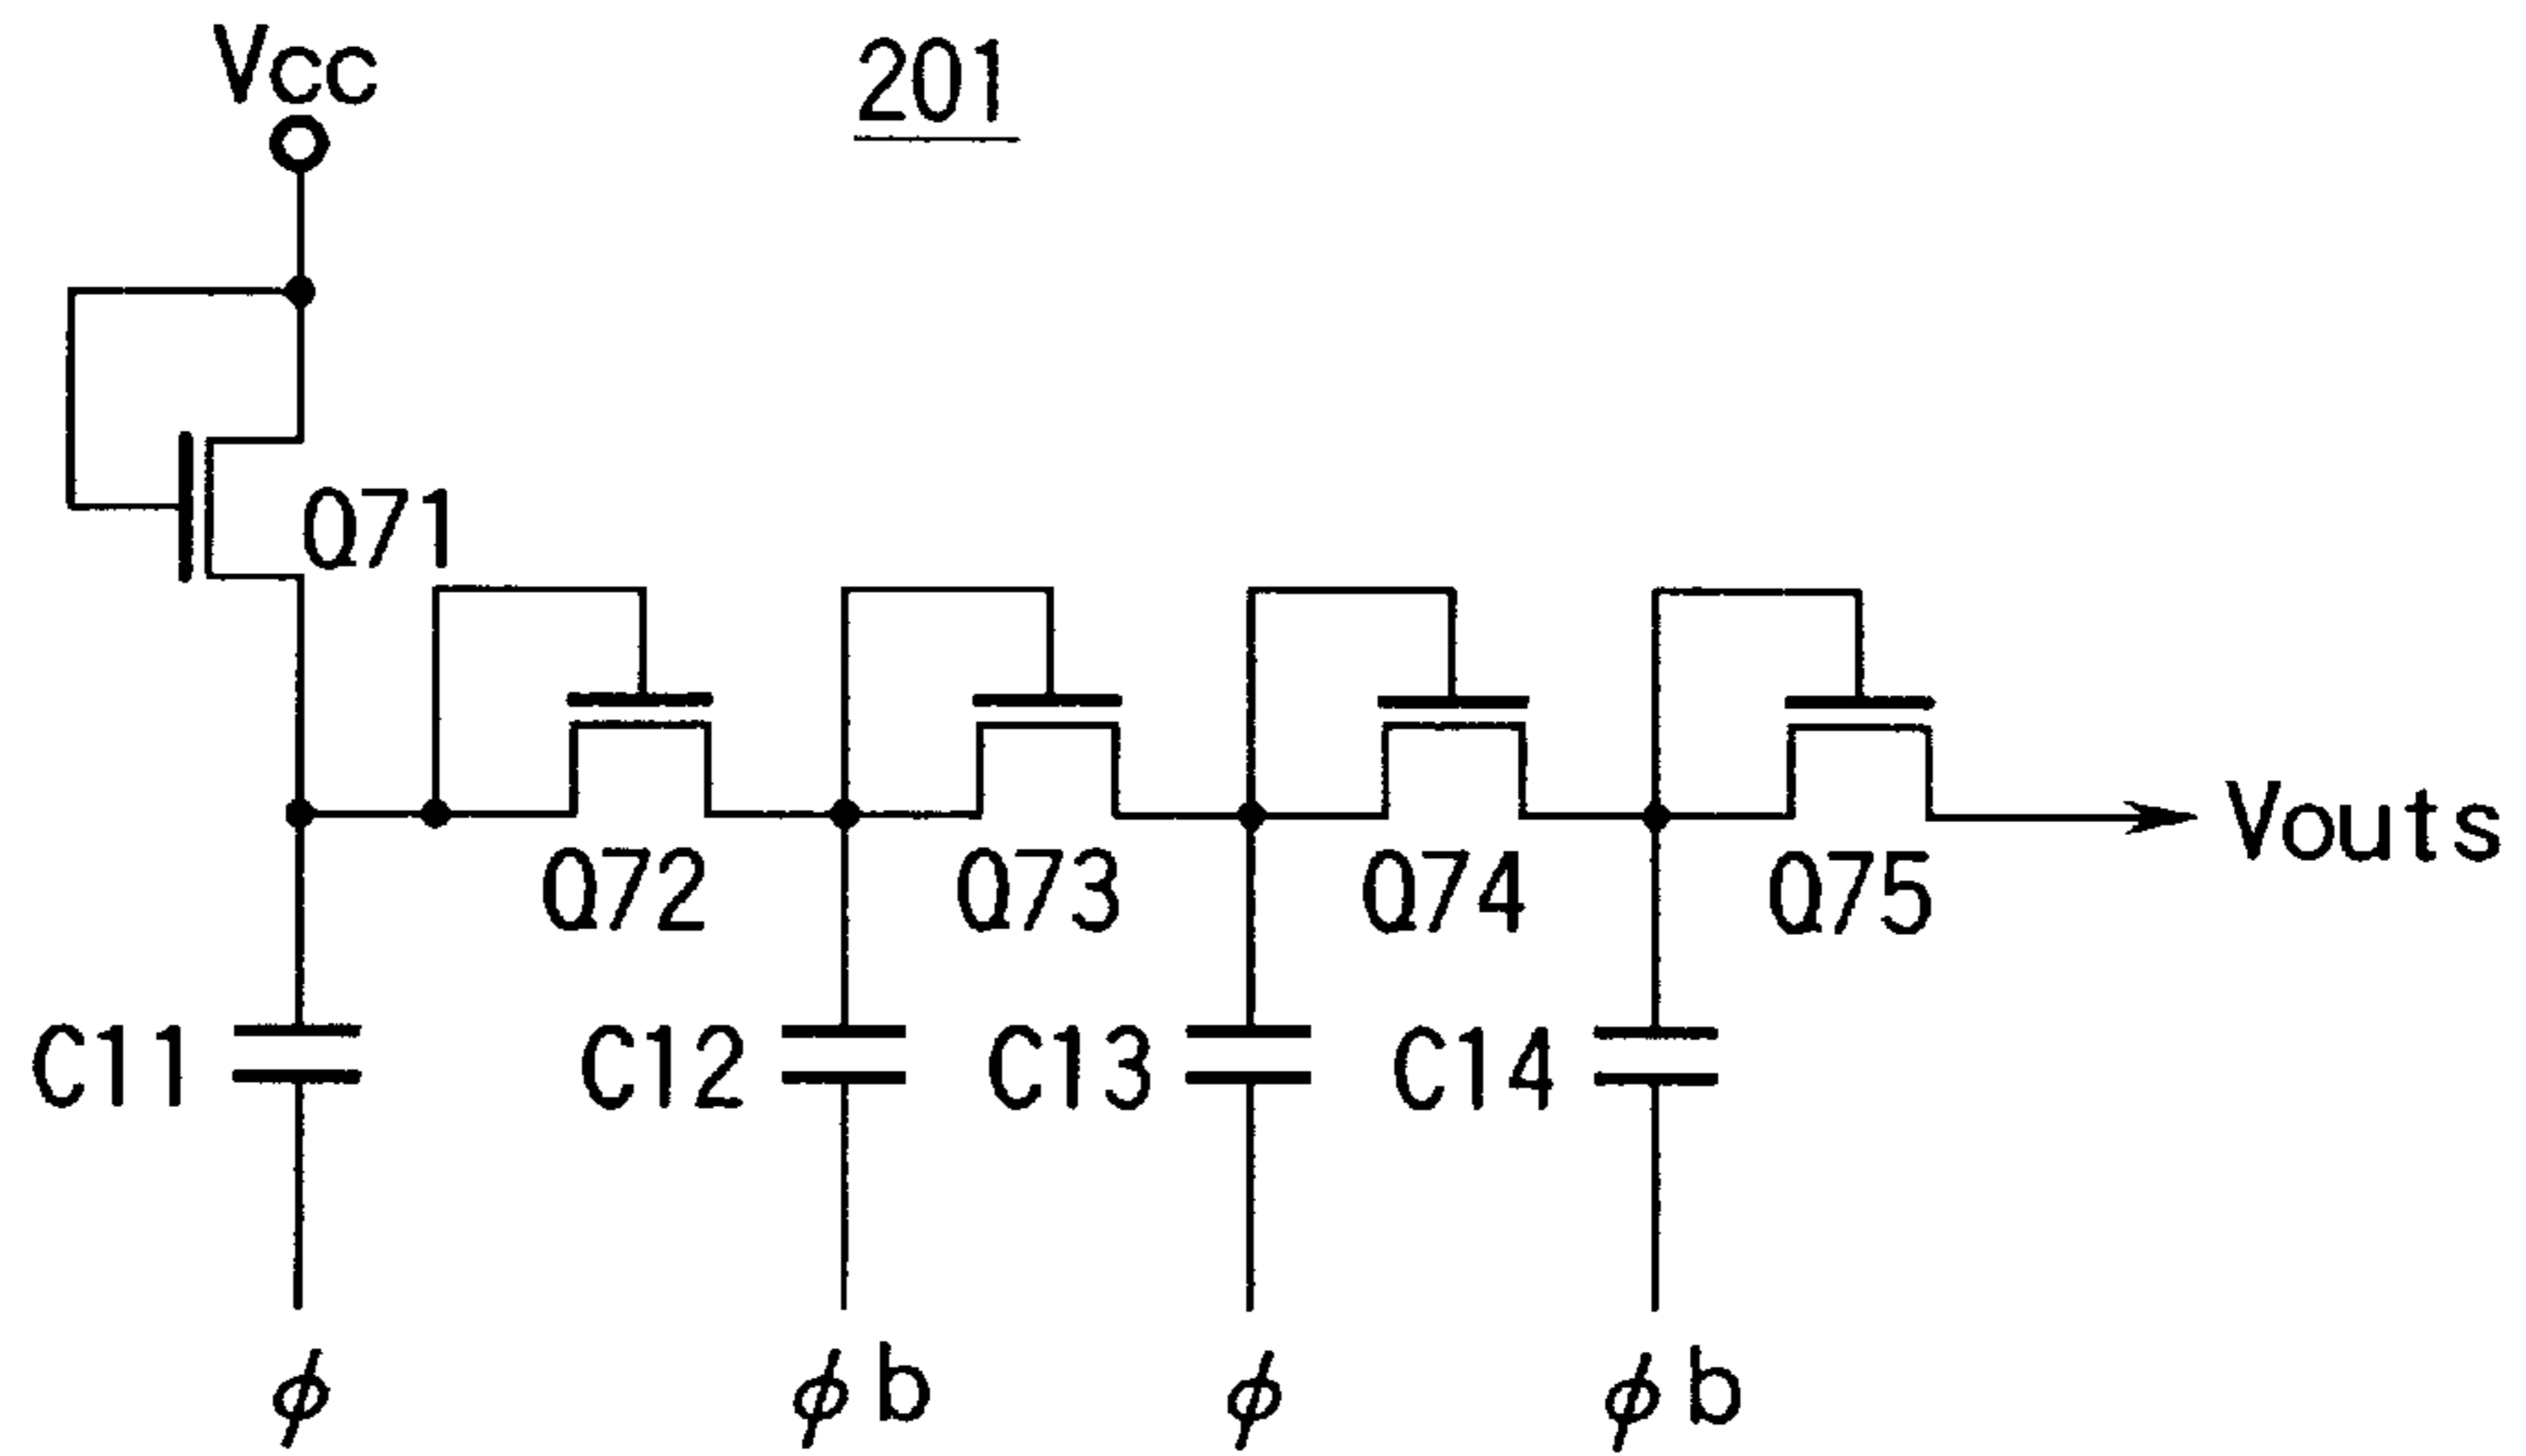 Vcc
201
Q71
Q72 Q73 Q74 Q75 Vouts
C11 C12 C13 C14
ϕ ϕb ϕ ϕb